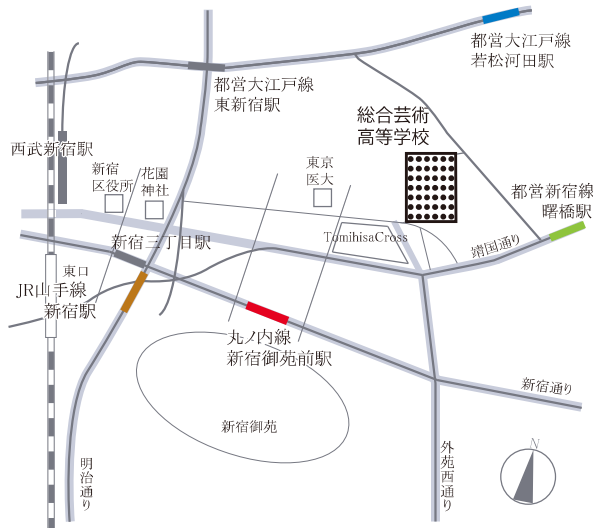 都営大江戸線
若松河田駅
都営大江戸線
東新宿駅
総合芸術
高等学校
西武新宿駅
新宿
区役所
花園
神社
東京
医大
都営新宿線
曙橋駅
新宿三丁目駅
TomihisaCross
靖国通り
東口
JR山手線
新宿駅
丸ノ内線
新宿御苑前駅
新宿通り
新宿御苑
明治通り
外苑西通り
N